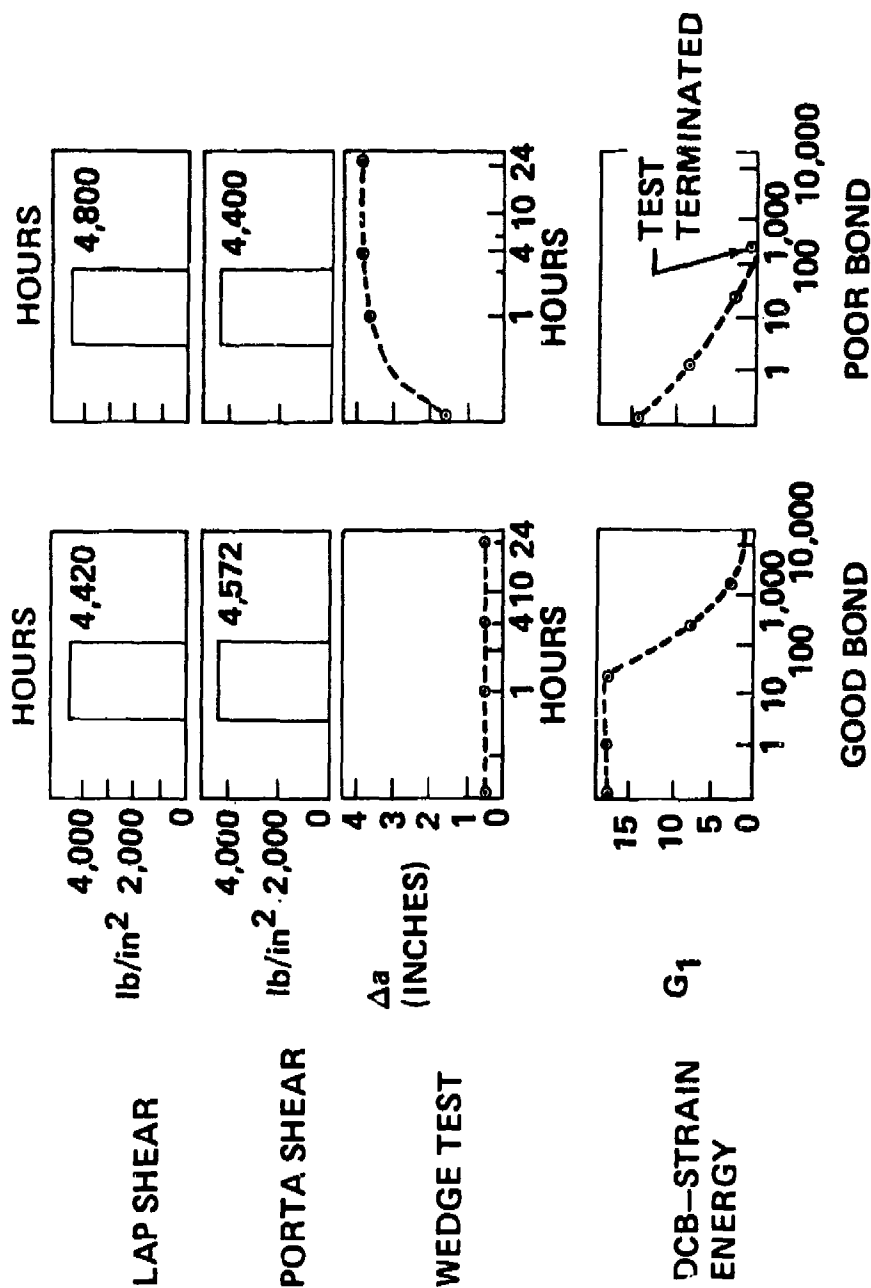 HOURS
HOURS
LAP SHEAR
lb/in²
4,000
2,000
0
4,420
4,800
PORTA SHEAR
lb/in²
4,000
2,000
0
4,572
4,400
WEDGE TEST
Δa
(INCHES)
4
3
2
1
0
1 4 10 24
HOURS
1 4 10 24
HOURS
DCB–STRAIN
ENERGY
G1
15
10
5
0
1 10 100 1,000 10,000
GOOD BOND
TEST
TERMINATED
1 10 100 1,000 10,000
POOR BOND